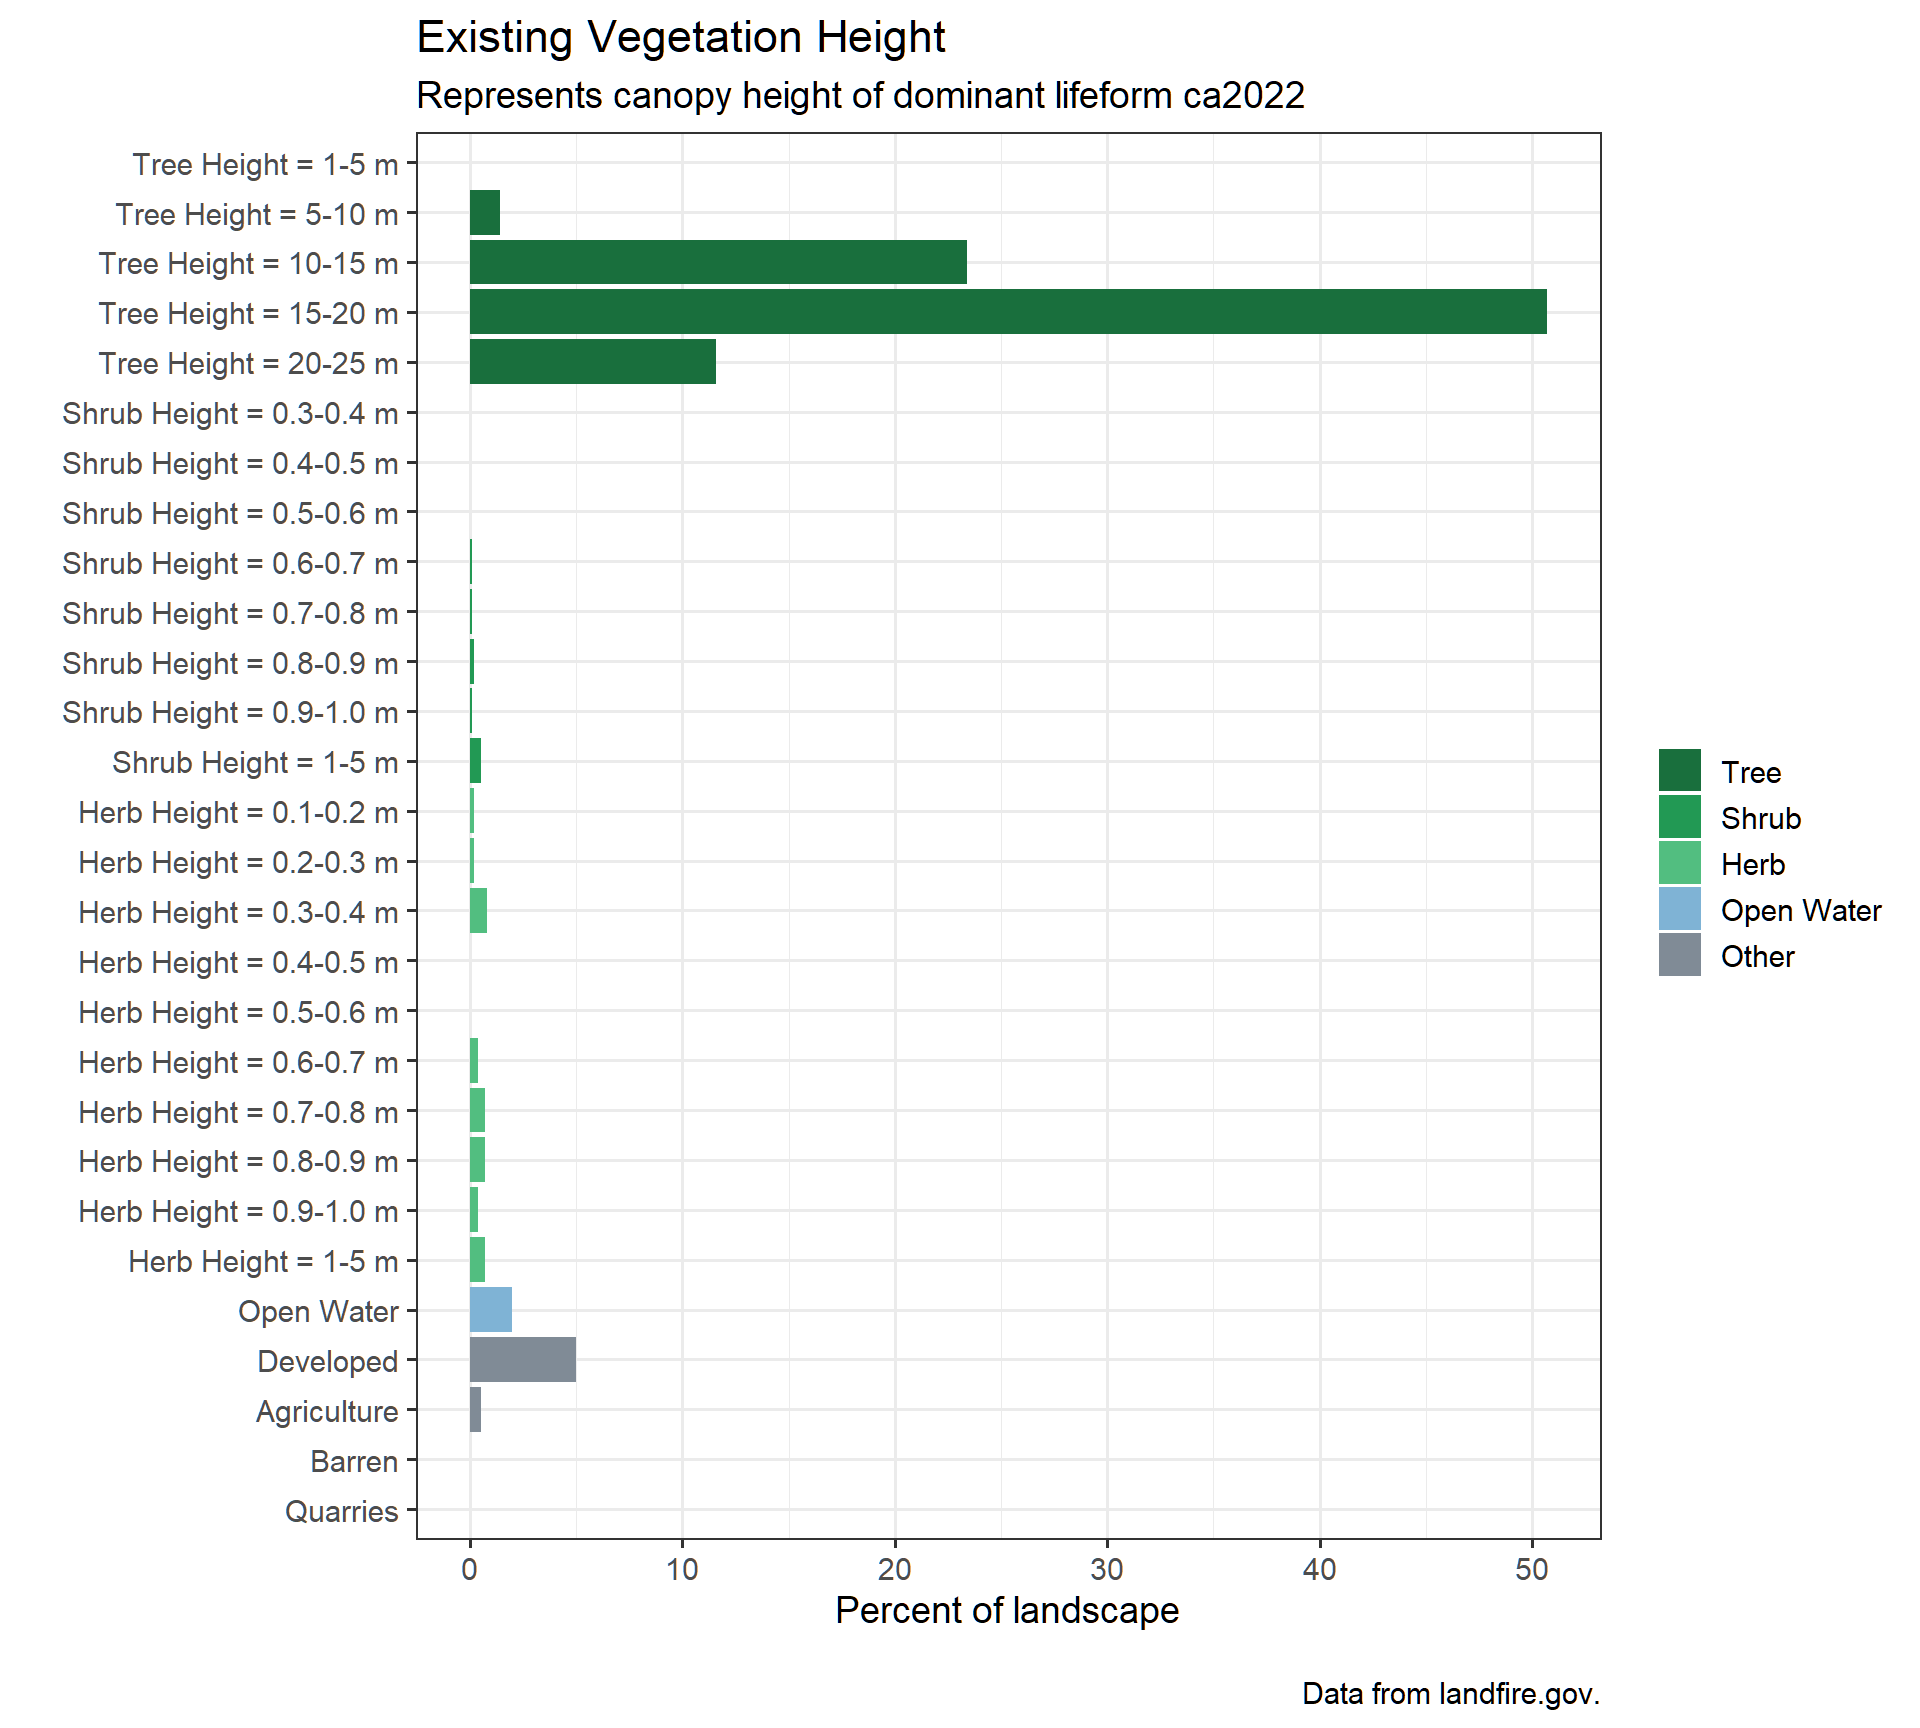 Existing Vegetation Height
Represents canopy height of dominant lifeform ca2022
Tree Height = 1-5 m
Tree Height = 5-10 m
Tree Height = 10-15 m
Tree Height = 15-20 m
Tree Height = 20-25 m
Shrub Height = 0.3-0.4 m
Shrub Height = 0.4-0.5 m
Shrub Height = 0.5-0.6 m
Shrub Height = 0.6-0.7 m
Shrub Height = 0.7-0.8 m
Shrub Height = 0.8-0.9 m
Shrub Height = 0.9-1.0 m
Shrub Height = 1-5 m
Herb Height = 0.1-0.2 m
Herb Height = 0.2-0.3 m
Herb Height = 0.3-0.4 m
Herb Height = 0.4-0.5 m
Herb Height = 0.5-0.6 m
Herb Height = 0.6-0.7 m
Herb Height = 0.7-0.8 m
Herb Height = 0.8-0.9 m
Herb Height = 0.9-1.0 m
Herb Height = 1-5 m
Open Water
Developed
Agriculture
Barren
Quarries
0 10 20 30 40 50
Percent of landscape
Tree
Shrub
Herb
Open Water
Other
Data from landfire.gov.